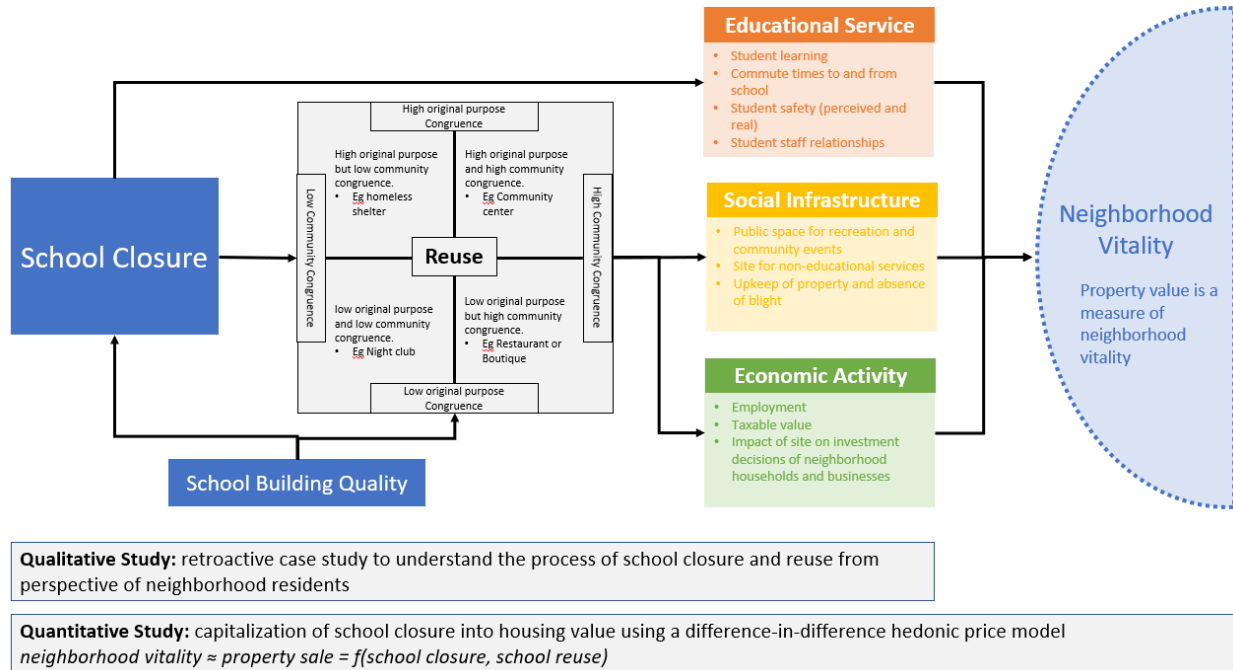 Educational Service
• Student learning
• Commute times to and from
school
• Student safety (perceived and
real)
• Student staff relationships
School Closure
High original purpose
Congruence
High original purpose
but low community
congruence.
• Eg homeless
shelter
High original purpose
and high community
congruence.
• Eg Community
center
Low Community Congruence
Reuse
High Community Congruence
low original purpose
and low community
congruence.
• Eg Night club
Low original purpose
but high community
congruence.
• Eg Restaurant or
Boutique
Low original purpose
Congruence
School Building Quality
Social Infrastructure
• Public space for recreation and
community events
• Site for non-educational services
• Upkeep of property and absence
of blight
Economic Activity
• Employment
• Taxable value
• Impact of site on investment
decisions of neighborhood
households and businesses
Neighborhood
Vitality
Property value is a
measure of
neighborhood
vitality
Qualitative Study: retroactive case study to understand the process of school closure and reuse from
perspective of neighborhood residents
Quantitative Study: capitalization of school closure into housing value using a difference-in-difference hedonic price model
neighborhood vitality ≈ property sale = f(school closure, school reuse)